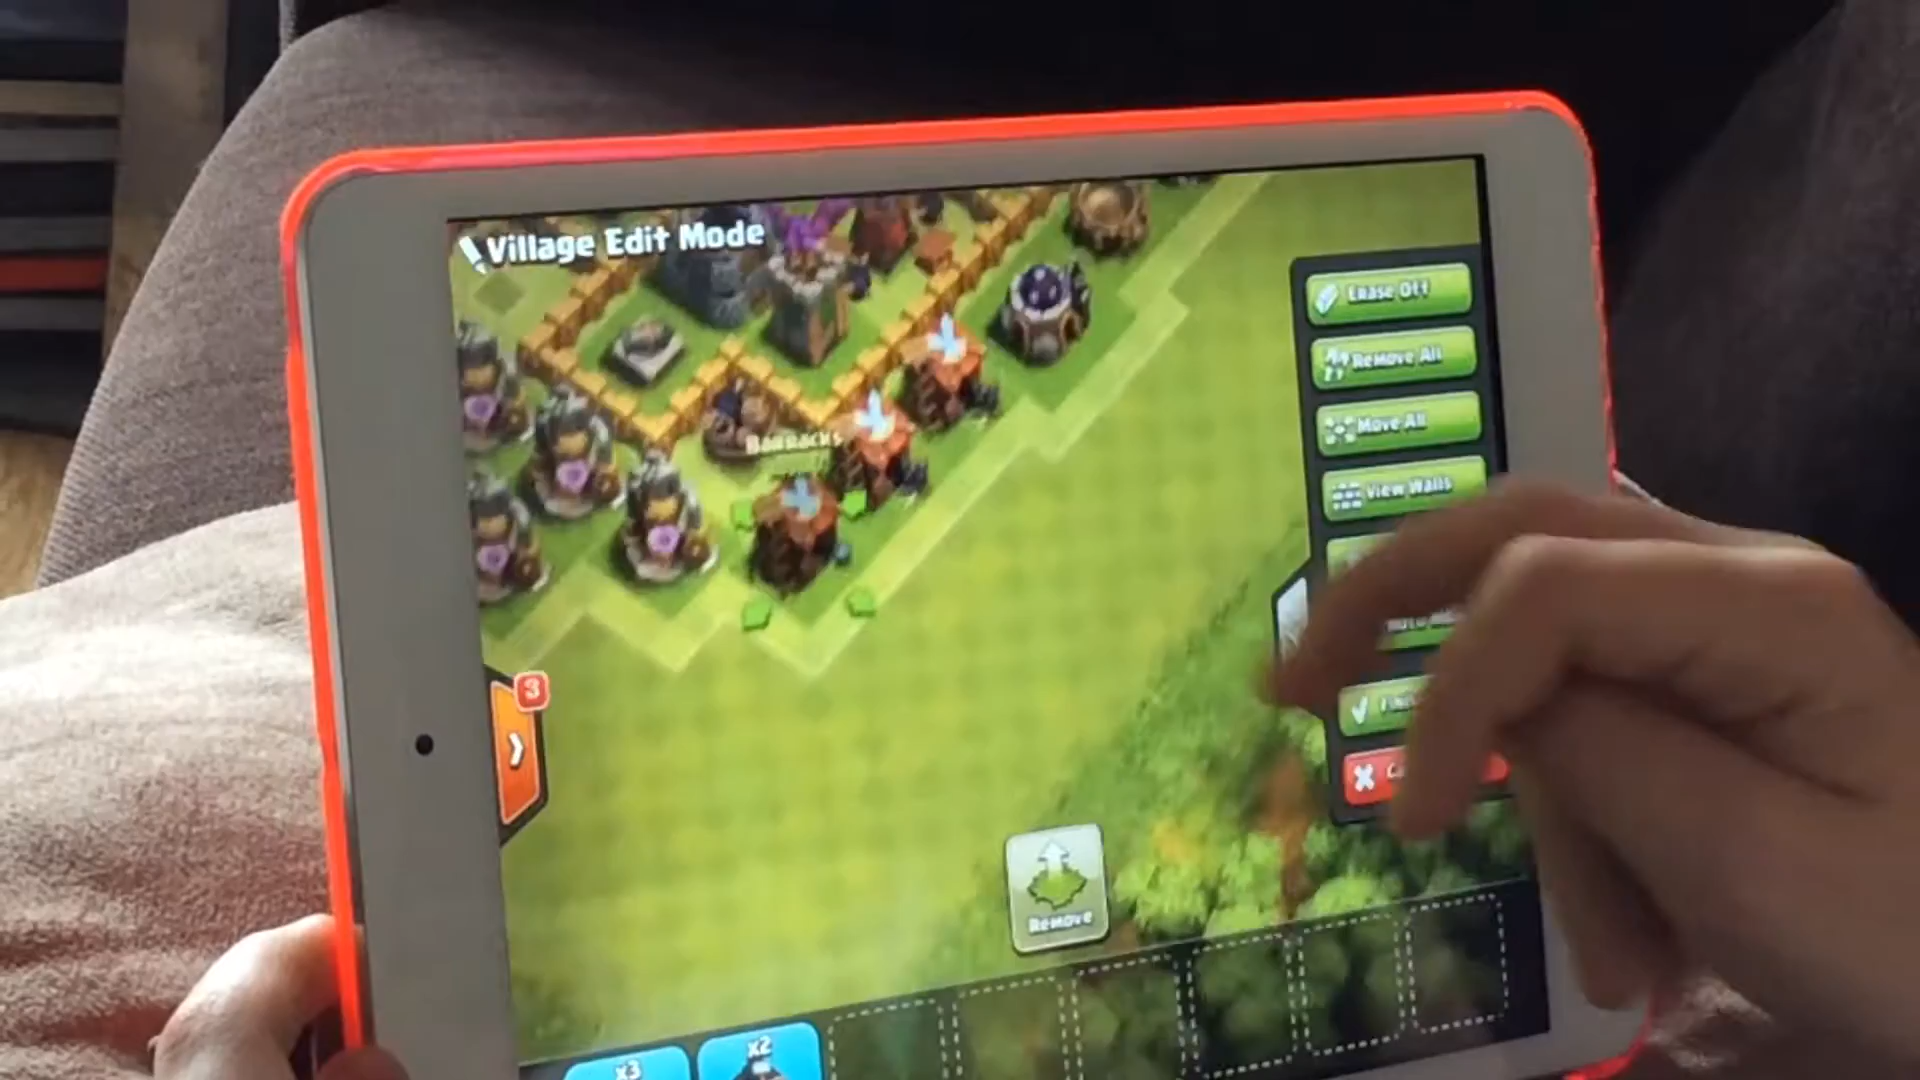 Village Edit Mode
Erase Off
Remove All
Move All
View Walls
Barracks
3
Remove
x3
x2